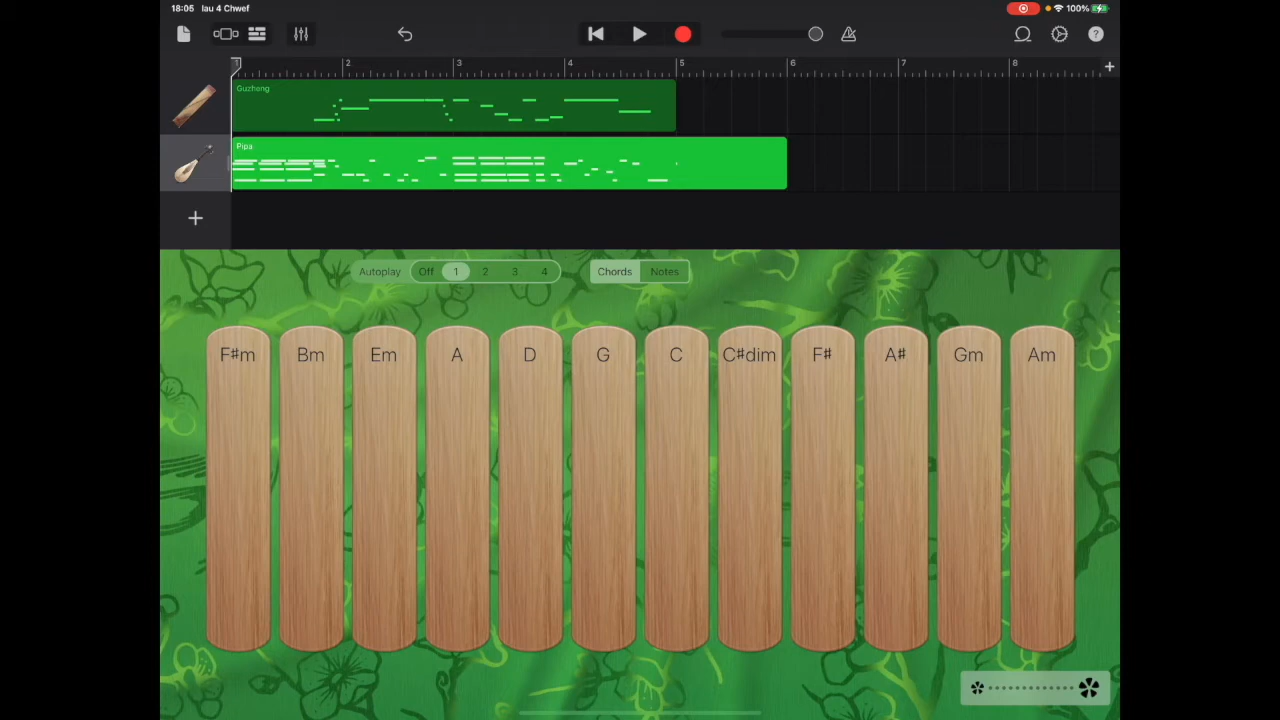 18:05 Iau 4 Chwef
100%
1 2 3 4 5 6 7 8
Guzheng
Pipa
Autoplay Off 1 2 3 4 Chords Notes
F♯m Bm Em A D G C C♯dim F♯ A♯ Gm Am